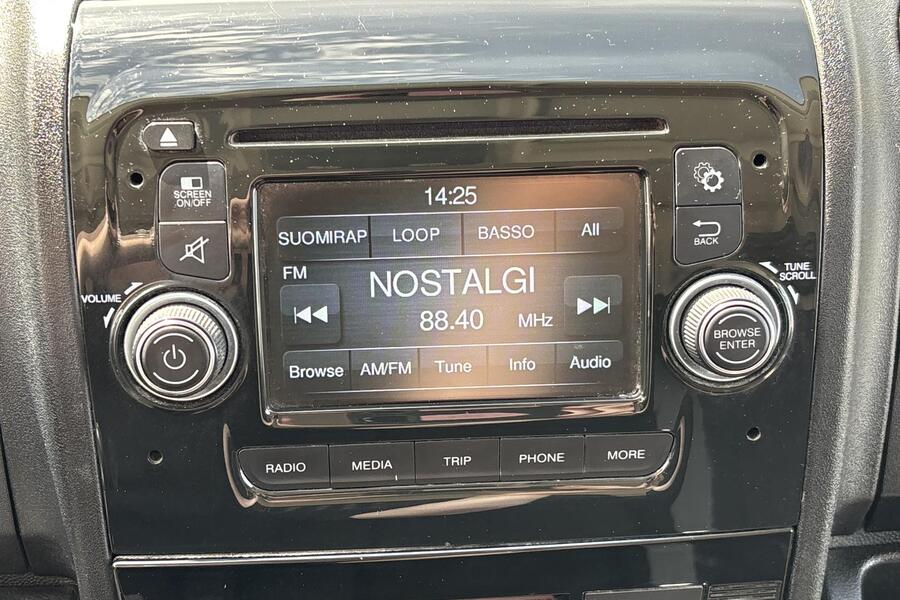 SCREEN
ON/OFF
VOLUME
14:25
SUOMIRAP LOOP BASSO All
FM
NOSTALGI
88.40 MHz
Browse AM/FM Tune Info Audio
BACK
TUNE
SCROLL
BROWSE
ENTER
RADIO MEDIA TRIP PHONE MORE